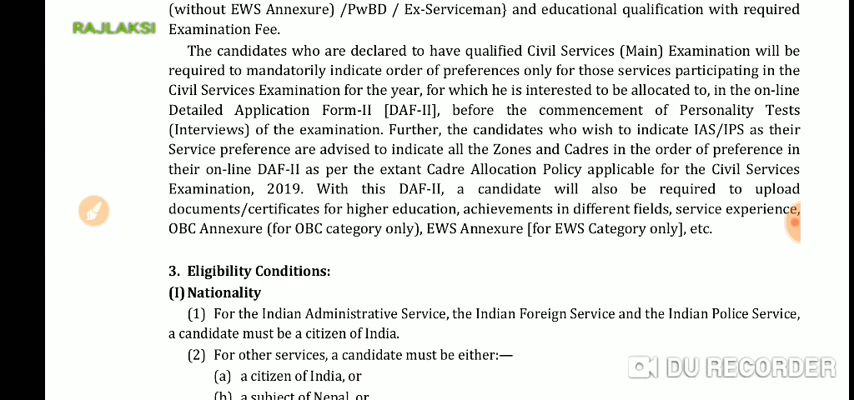 (without EWS Annexure) /PwBD / Ex-Serviceman} and educational qualification with required
RAJLAKSI
Examination Fee.
The candidates who are declared to have qualified Civil Services (Main) Examination will be
required to mandatorily indicate order of preferences only for those services participating in the
Civil Services Examination for the year, for which he is interested to be allocated to, in the on-line
Detailed Application Form-II [DAF-II], before the commencement of Personality Tests
(Interviews) of the examination. Further, the candidates who wish to indicate IAS/IPS as their
Service preference are advised to indicate all the Zones and Cadres in the order of preference in
their on-line DAF-II as per the extant Cadre Allocation Policy applicable for the Civil Services
Examination, 2019. With this DAF-II, a candidate will also be required to upload
documents/certificates for higher education, achievements in different fields, service experience,
OBC Annexure (for OBC category only), EWS Annexure [for EWS Category only], etc.
3. Eligibility Conditions:
(I) Nationality
(1) For the Indian Administrative Service, the Indian Foreign Service and the Indian Police Service,
a candidate must be a citizen of India.
(2) For other services, a candidate must be either:—
DU RECORDER
(a) a citizen of India, or
(b) a subject of Nepal, or